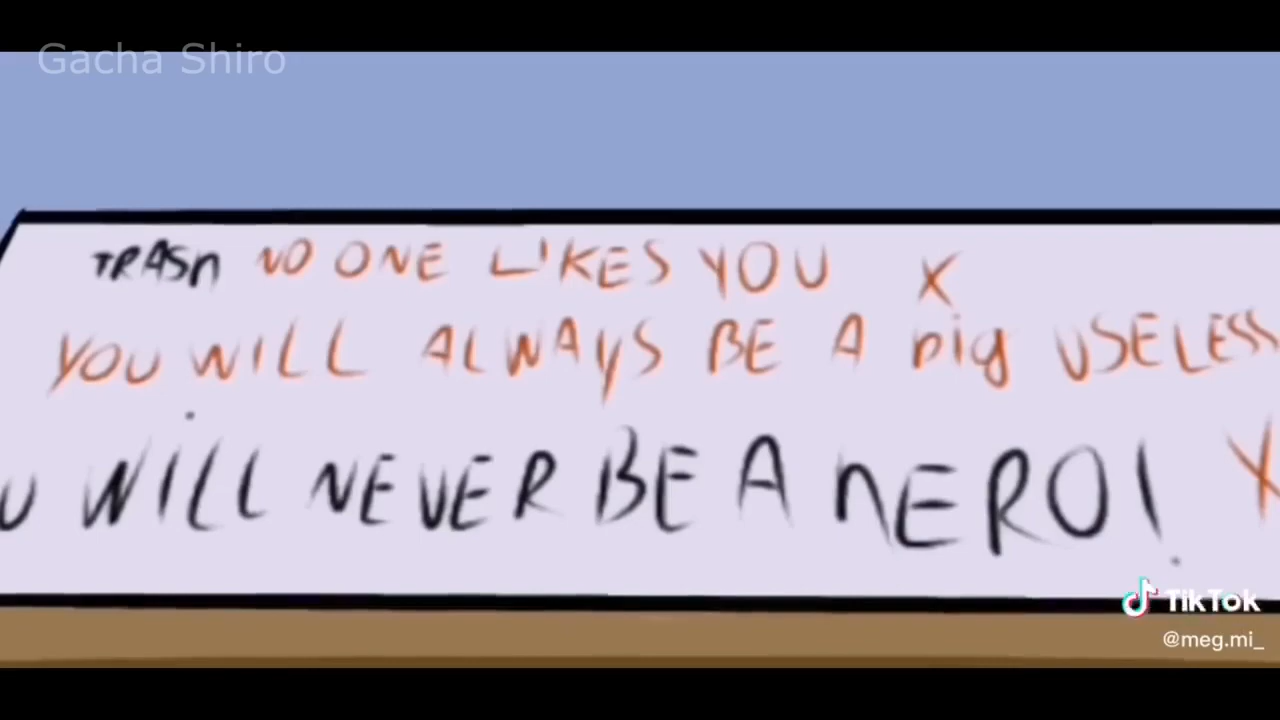 Gacha Shiro
TRASh NO ONE LIKES YOU X
YOU WILL ALWAYS BE A big USELESS
U WILL NEVER BE A hERO! Y
TikTok
@meg.mi_